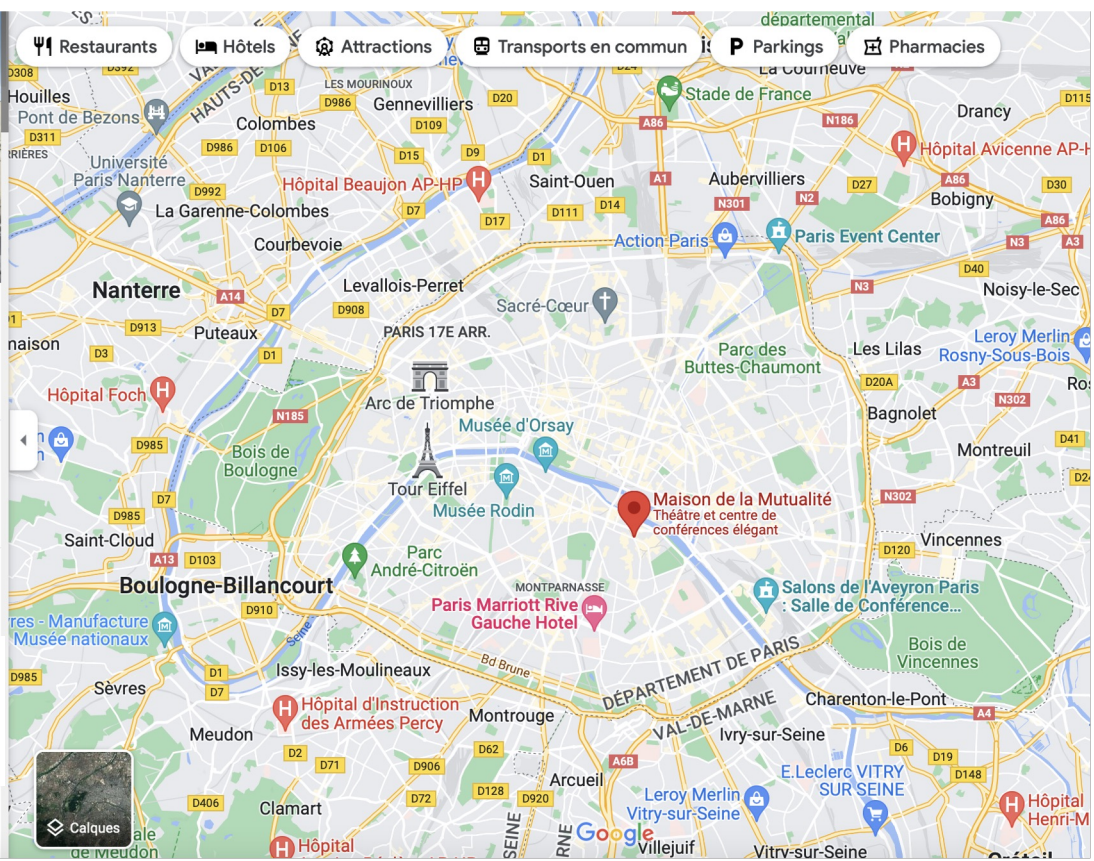 départemental
Restaurants
Hôtels
Attractions
Transports en commun
Parkings
Pharmacies
La Courneuve
D308
D392
D24
HAUTS-DE
D13
LES MOURINOUX
Stade de France
Houilles
D986
Gennevilliers
D20
Drancy
D115
Pont de Bezons
Colombes
D109
A86
N186
D311
D986
D106
D15
D9
D1
Hôpital Avicenne AP-H
Université
Paris Nanterre
D992
Hôpital Beaujon AP-HP
Saint-Ouen
A1
Aubervilliers
D27
A86
D30
Bobigny
La Garenne-Colombes
D7
D17
D111
D14
N301
N2
A86
Courbevoie
Action Paris
Paris Event Center
N3
A3
Nanterre
A14
Levallois-Perret
D40
N3
Noisy-le-Sec
D7
D908
Sacré-Cœur
D913
Puteaux
PARIS 17E ARR.
D3
D1
Parc des
Buttes-Chaumont
Les Lilas
Leroy Merlin
Rosny-Sous-Bois
Arc de Triomphe
D20A
A3
N302
Hôpital Foch
N185
Musée d'Orsay
Bagnolet
D985
Bois de
Boulogne
Montreuil
D41
Tour Eiffel
Musée Rodin
D7
Maison de la Mutualité
Théâtre et centre de
conférences élégant
N302
D985
Saint-Cloud
A13
D103
Parc
André-Citroën
D120
Vincennes
Boulogne-Billancourt
MONTPARNASSE
Paris Marriott Rive
Gauche Hotel
Salons de l'Aveyron Paris
: Salle de Conférence...
D910
res - Manufacture
Musée nationaux
Seine
Bois de
Vincennes
Bd Brune
DÉPARTEMENT DE PARIS
VAL-DE-MARNE
D985
D1
Issy-les-Moulineaux
Sèvres
D7
Charenton-le-Pont
A4
Hôpital d'Instruction
des Armées Percy
Montrouge
Meudon
Ivry-sur-Seine
D2
D71
D62
D906
A6B
D6
D19
D148
Arcueil
E.Leclerc VITRY
SUR SEINE
D406
Clamart
D72
D128
D920
Leroy Merlin
Vitry-sur-Seine
Hôpital
Henri-M
Calques
de Meudon
Hôpital
SEINE
Google
Villejuif
Vitry-sur-Seine
Créteil